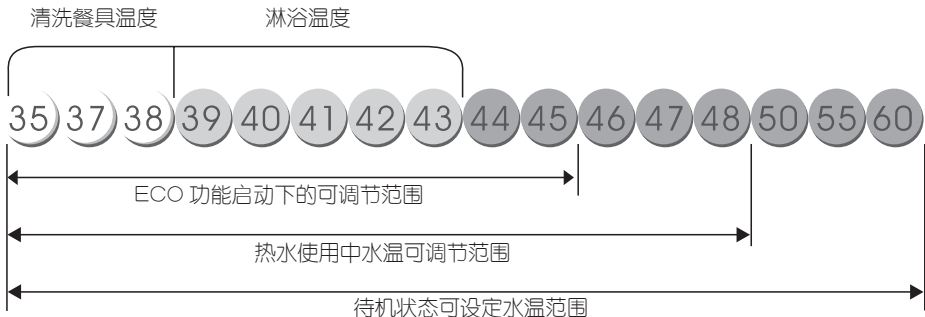 清洗餐具温度 淋浴温度
35 37 38 39 40 41 42 43 44 45 46 47 48 50 55 60
ECO 功能启动下的可调节范围
热水使用中水温可调节范围
待机状态可设定水温范围